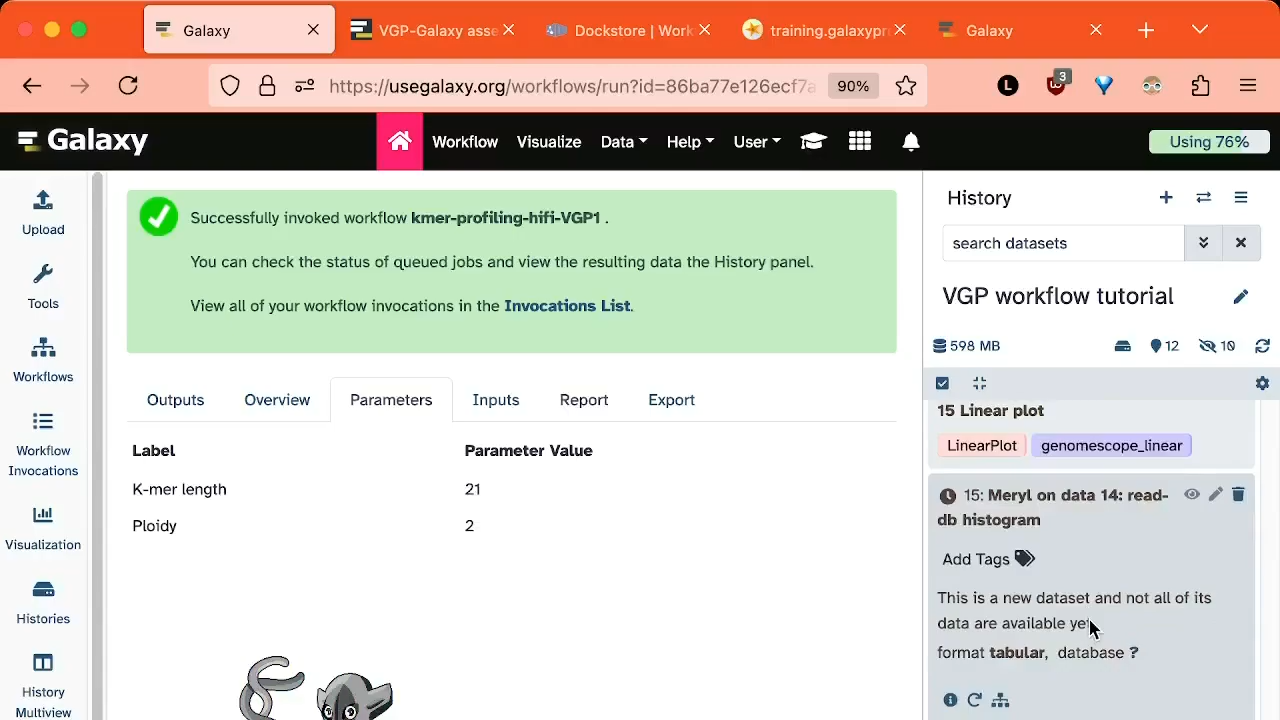 Galaxy
VGP-Galaxy asse
Dockstore | Work
training.galaxypr
Galaxy
https://usegalaxy.org/workflows/run?id=86ba77e126ecf7a
90%
L
3
Galaxy
Workflow
Visualize
Data
Help
User
Using 76%
Upload
Tools
Workflows
Workflow
Invocations
Visualization
Histories
History
Multiview
Successfully invoked workflow kmer-profiling-hifi-VGP1 .
You can check the status of queued jobs and view the resulting data the History panel.
View all of your workflow invocations in the Invocations List.
Outputs
Overview
Parameters
Inputs
Report
Export
Label Parameter Value
K-mer length 21
Ploidy 2
History
search datasets
VGP workflow tutorial
598 MB
12
10
15 Linear plot
LinearPlot genomescope_linear
15: Meryl on data 14: read-
db histogram
Add Tags
This is a new dataset and not all of its
data are available yet
format tabular, database ?